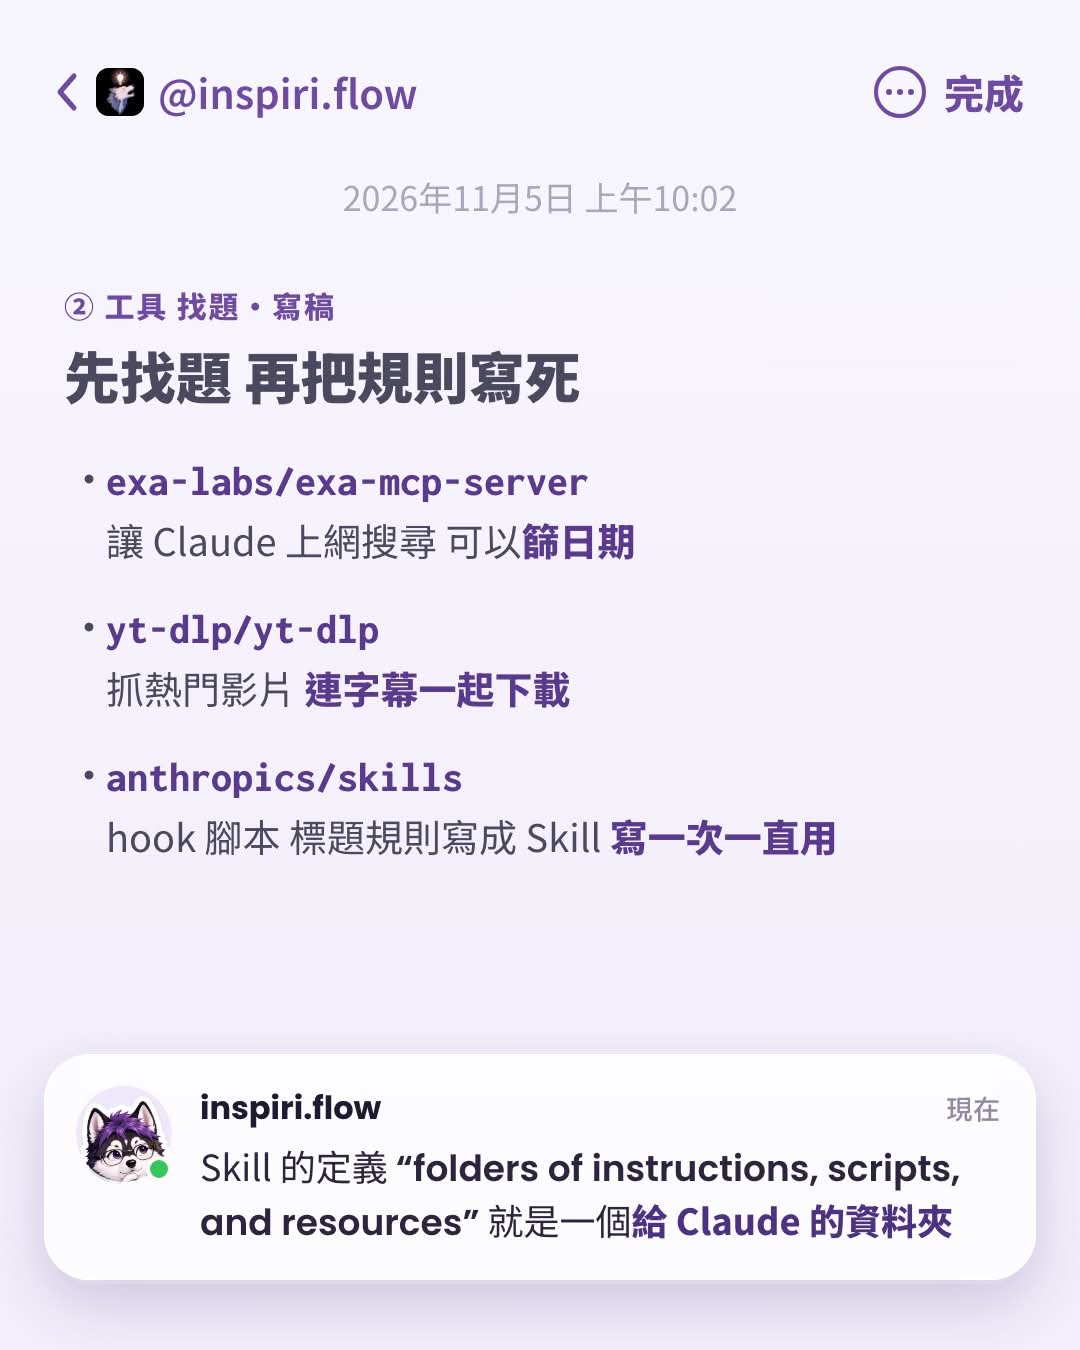 @inspiri.flow
完成
2026年11月5日 上午10:02
② 工具 找題・寫稿
先找題 再把規則寫死
・exa-labs/exa-mcp-server
讓 Claude 上網搜尋 可以篩日期
・yt-dlp/yt-dlp
抓熱門影片 連字幕一起下載
・anthropics/skills
hook 腳本 標題規則寫成 Skill 寫一次一直用
inspiri.flow
現在
Skill 的定義 “folders of instructions, scripts,
and resources” 就是一個給 Claude 的資料夾